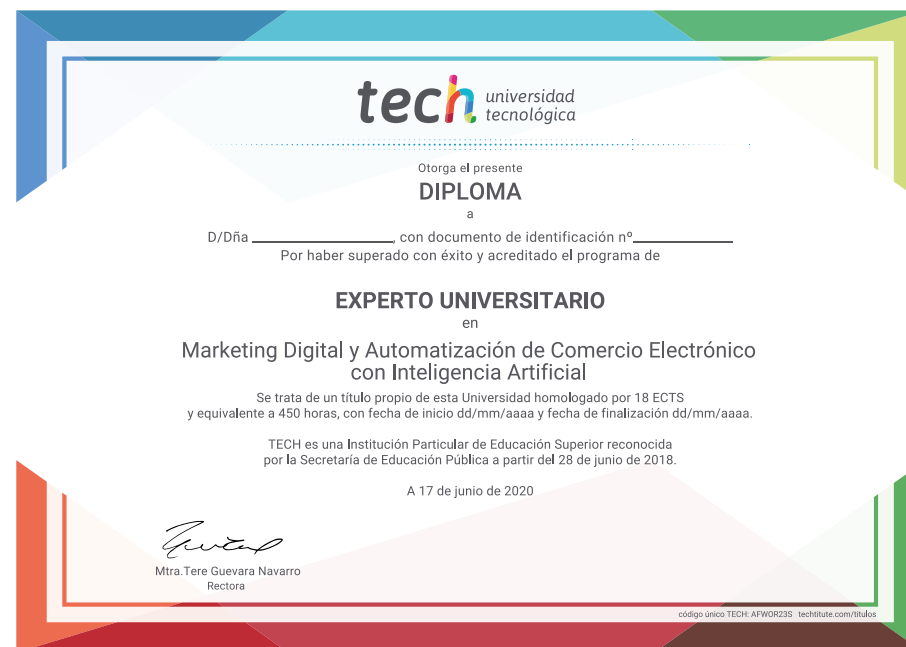 tech universidad
tecnológica
Otorga el presente
DIPLOMA
a
D/Dña ____________________, con documento de identificación nº______________
Por haber superado con éxito y acreditado el programa de
EXPERTO UNIVERSITARIO
en
Marketing Digital y Automatización de Comercio Electrónico
con Inteligencia Artificial
Se trata de un título propio de esta Universidad homologado por 18 ECTS
y equivalente a 450 horas, con fecha de inicio dd/mm/aaaa y fecha de finalización dd/mm/aaaa.
TECH es una Institución Particular de Educación Superior reconocida
por la Secretaría de Educación Pública a partir del 28 de junio de 2018.
A 17 de junio de 2020
Mtra.Tere Guevara Navarro
Rectora
código único TECH: AFWOR23S techtitute.com/titulos